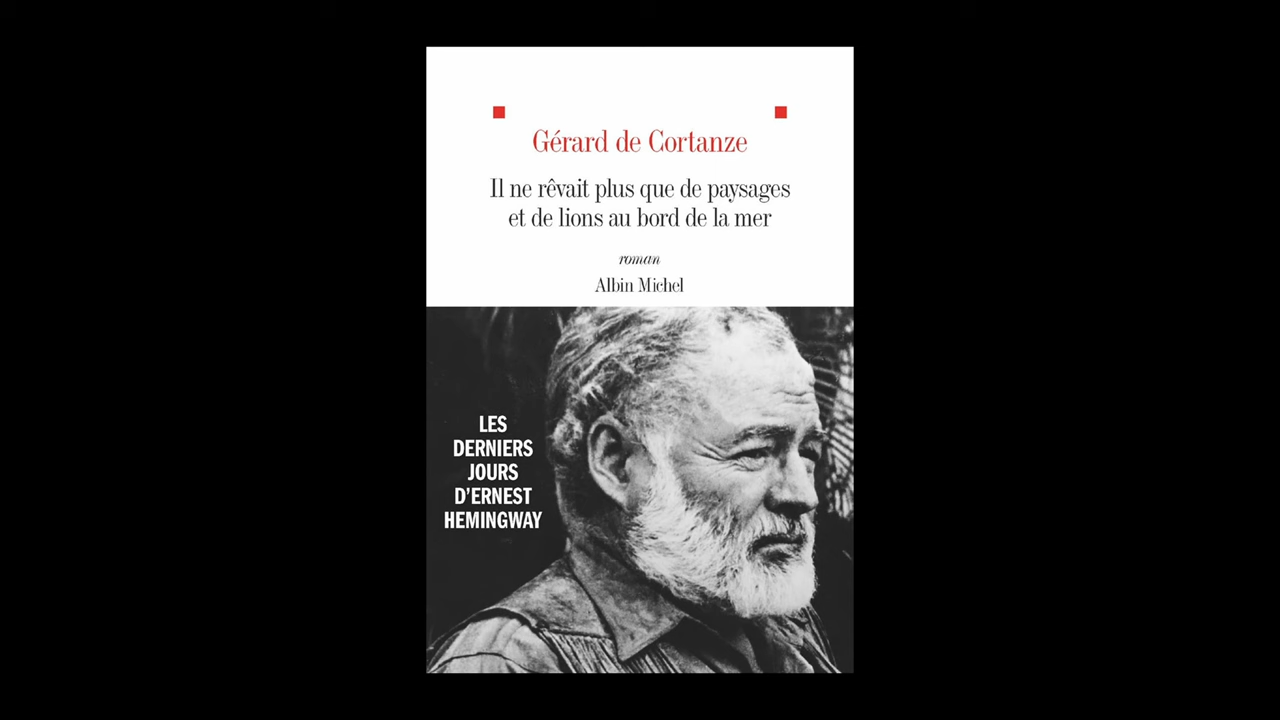 Gérard de Cortanze
Il ne rêvait plus que de paysages
et de lions au bord de la mer
roman
Albin Michel
LES
DERNIERS
JOURS
D'ERNEST
HEMINGWAY